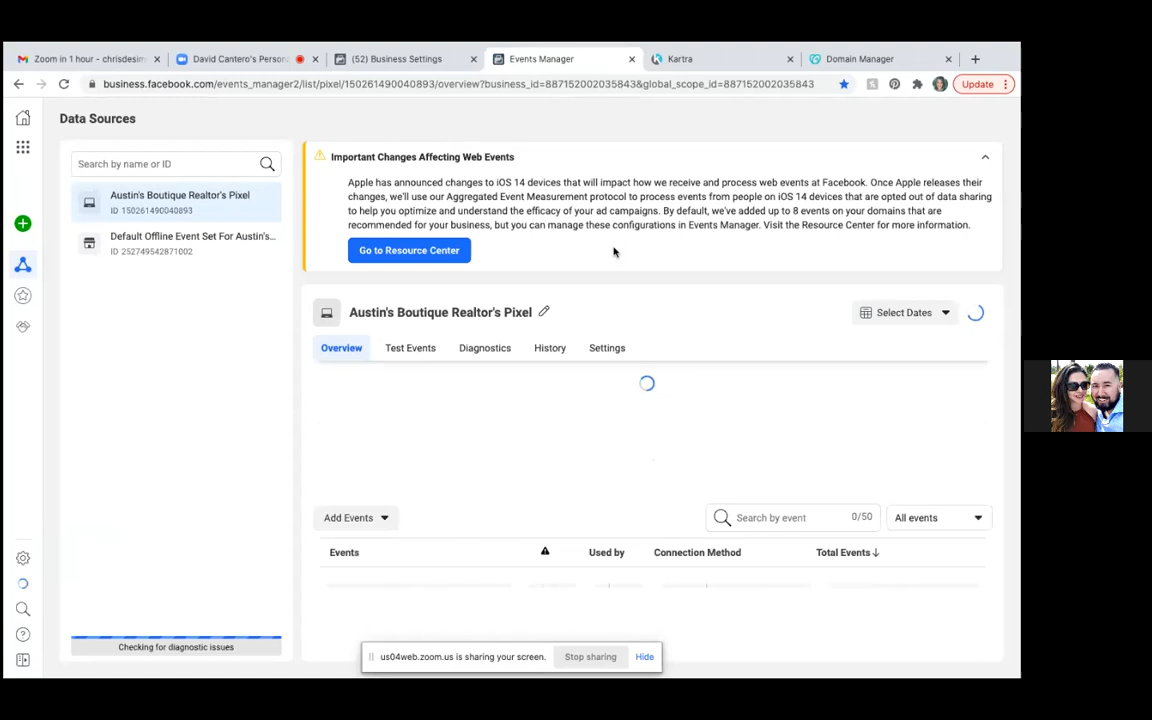 Zoom in 1 hour - chrisdesim
David Cantero's Person
(52) Business Settings
Events Manager
Kartra
Domain Manager
business.facebook.com/events_manager2/list/pixel/150261490040893/overview?business_id=887152002035843&global_scope_id=887152002035843
Update
Data Sources
Search by name or ID
Austin's Boutique Realtor's Pixel
ID 150261490040893
Default Offline Event Set For Austin's...
ID 252749542871002
Checking for diagnostic issues
Important Changes Affecting Web Events
Apple has announced changes to iOS 14 devices that will impact how we receive and process web events at Facebook. Once Apple releases their
changes, we'll use our Aggregated Event Measurement protocol to process events from people on iOS 14 devices that are opted out of data sharing
to help you optimize and understand the efficacy of your ad campaigns. By default, we've added up to 8 events on your domains that are
recommended for your business, but you can manage these configurations in Events Manager. Visit the Resource Center for more information.
Go to Resource Center
Austin's Boutique Realtor's Pixel
Select Dates
Overview Test Events Diagnostics History Settings
Add Events
Search by event 0/50
All events
Events Used by Connection Method Total Events
us04web.zoom.us is sharing your screen. Stop sharing Hide